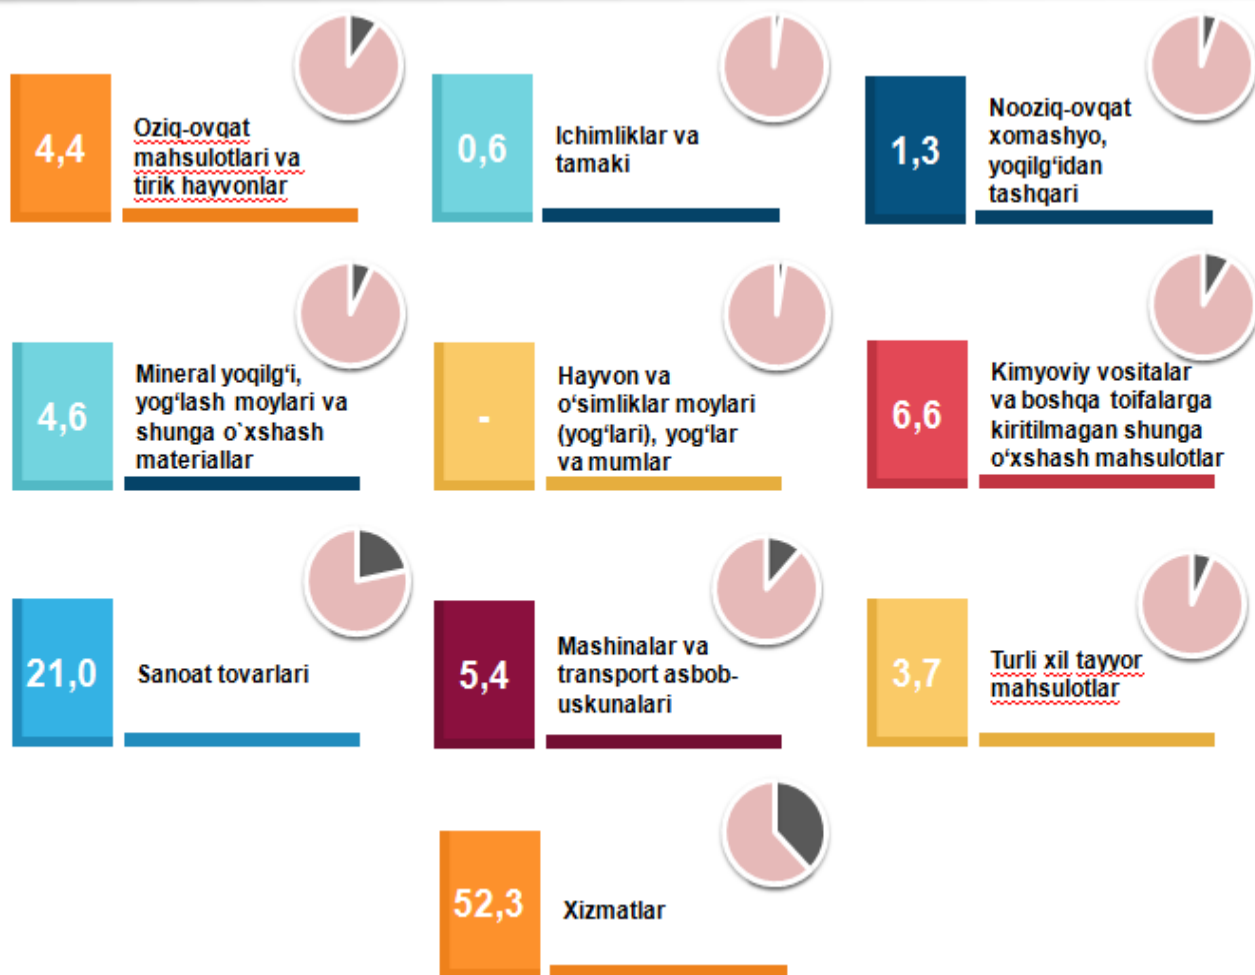 4,4
Oziq-ovqat
mahsulotlari va
tirik hayvonlar
0,6
Ichimliklar va
tamaki
1,3
Nooziq-ovqat
xomashyo,
yoqilg‘idan
tashqari
4,6
Mineral yoqilg‘i,
yog‘lash moylari va
shunga o`xshash
materiallar
-
Hayvon va
o‘simliklar moylari
(yog‘lari), yog‘lar
va mumlar
6,6
Kimyoviy vositalar
va boshqa toifalarga
kiritilmagan shunga
o‘xshash mahsulotlar
21,0
Sanoat tovarlari
5,4
Mashinalar va
transport asbob-
uskunalari
3,7
Turli xil tayyor
mahsulotlar
52,3
Xizmatlar